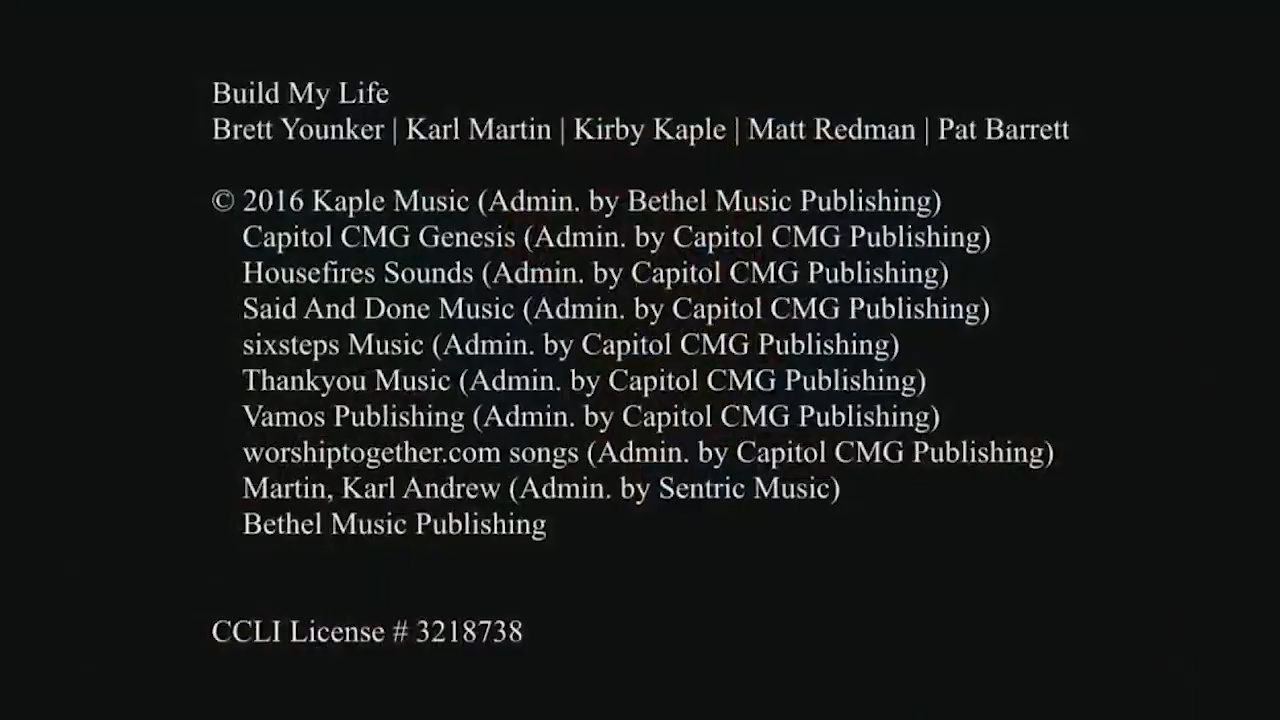 Build My Life
Brett Younker | Karl Martin | Kirby Kaple | Matt Redman | Pat Barrett
© 2016 Kaple Music (Admin. by Bethel Music Publishing)
Capitol CMG Genesis (Admin. by Capitol CMG Publishing)
Housefires Sounds (Admin. by Capitol CMG Publishing)
Said And Done Music (Admin. by Capitol CMG Publishing)
sixsteps Music (Admin. by Capitol CMG Publishing)
Thankyou Music (Admin. by Capitol CMG Publishing)
Vamos Publishing (Admin. by Capitol CMG Publishing)
worshiptogether.com songs (Admin. by Capitol CMG Publishing)
Martin, Karl Andrew (Admin. by Sentric Music)
Bethel Music Publishing
CCLI License # 3218738